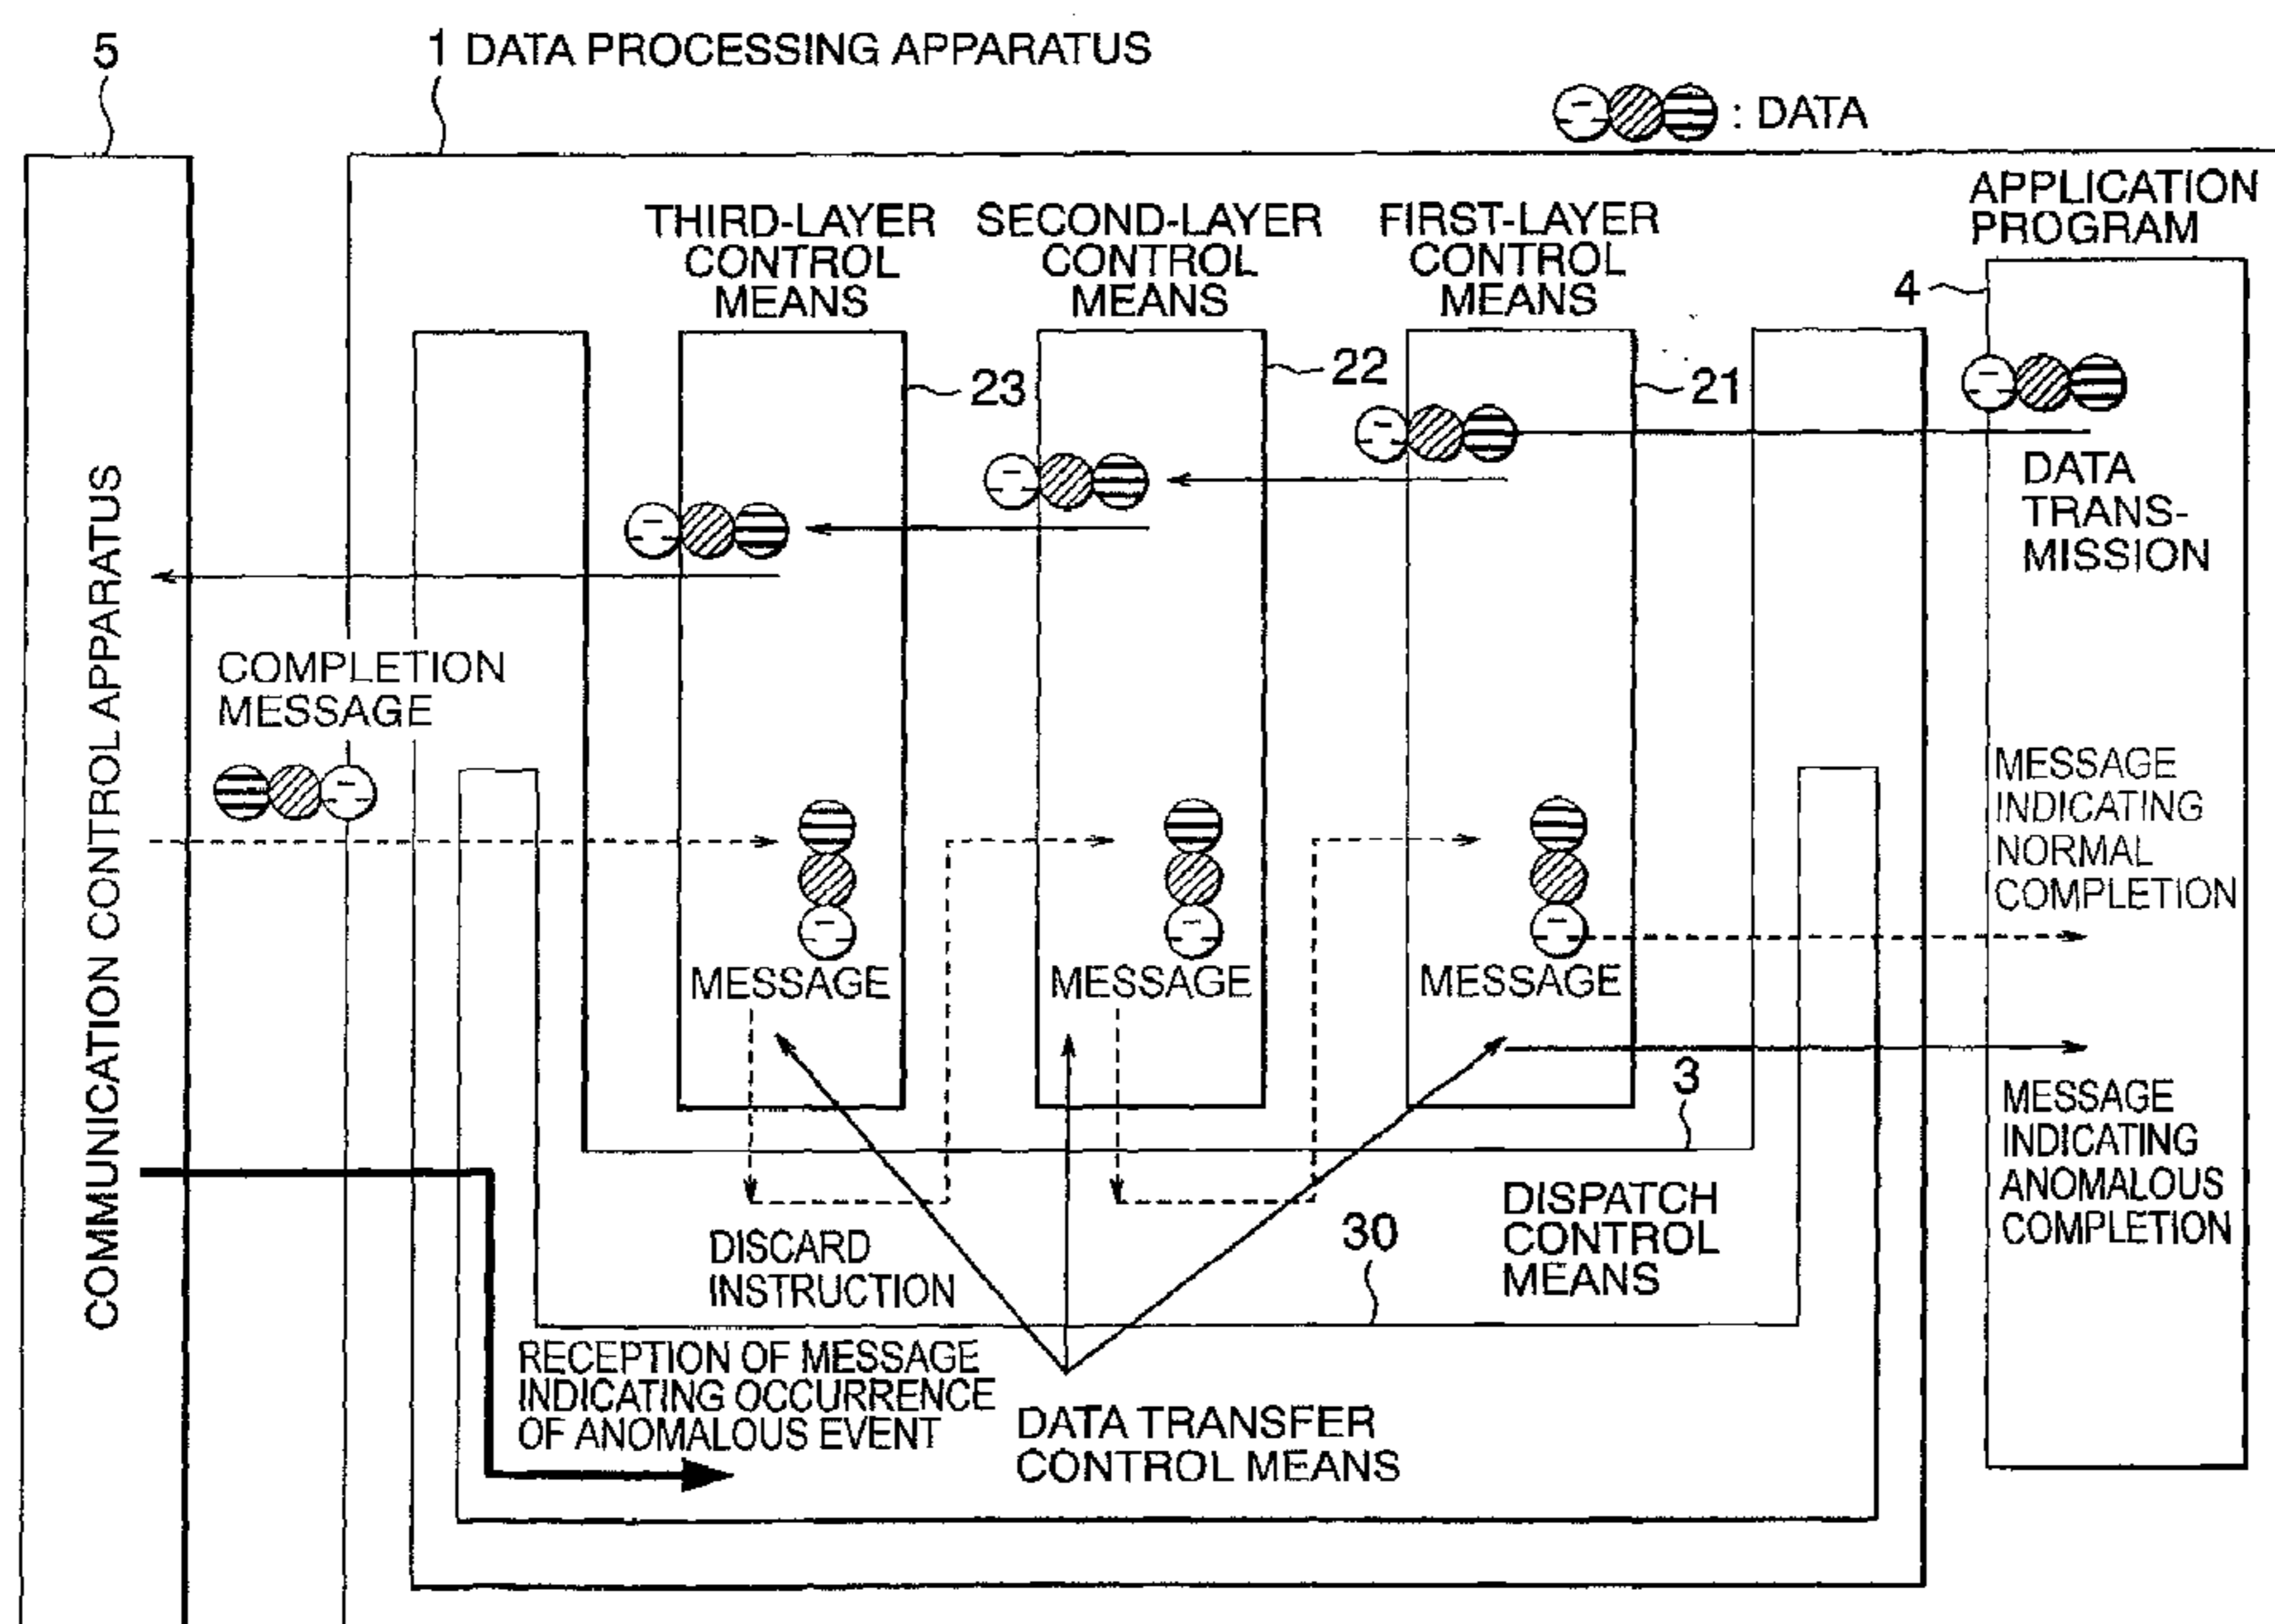 5
1 DATA PROCESSING APPARATUS
: DATA
APPLICATION
PROGRAM
THIRD-LAYER
CONTROL
MEANS
SECOND-LAYER
CONTROL
MEANS
FIRST-LAYER
CONTROL
MEANS
4
23
22
21
DATA
TRANS-
MISSION
COMMUNICATION CONTROL APPARATUS
COMPLETION
MESSAGE
MESSAGE
INDICATING
NORMAL
COMPLETION
MESSAGE
MESSAGE
MESSAGE
3
MESSAGE
INDICATING
ANOMALOUS
COMPLETION
DISCARD
INSTRUCTION
30
DISPATCH
CONTROL
MEANS
RECEPTION OF MESSAGE
INDICATING OCCURRENCE
OF ANOMALOUS EVENT
DATA TRANSFER
CONTROL MEANS